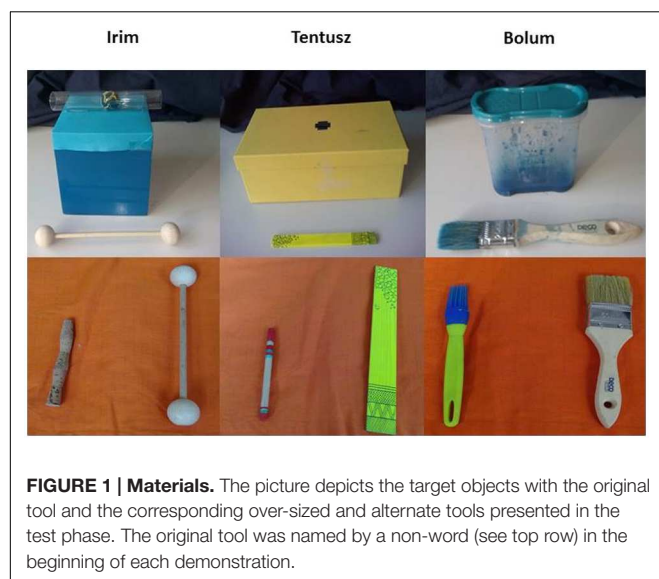 Irim
Tentusz
Bolum
DECO
DECO
FIGURE 1 | Materials. The picture depicts the target objects with the original
tool and the corresponding over-sized and alternate tools presented in the
test phase. The original tool was named by a non-word (see top row) in the
beginning of each demonstration.